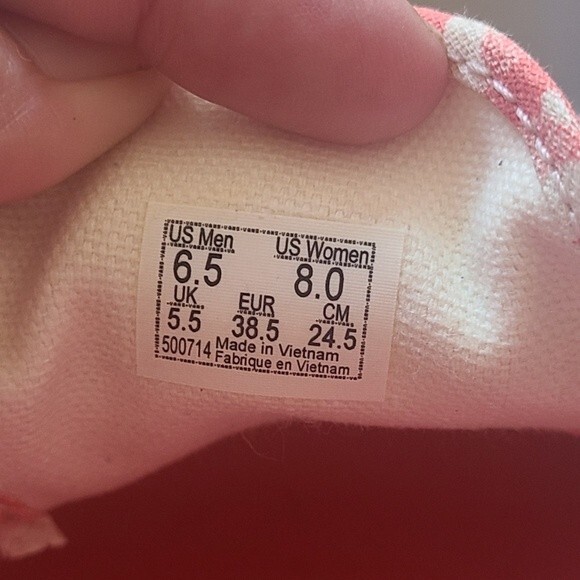 US Men US Women
6.5 8.0
UK EUR CM
5.5 38.5 24.5
500714 Made in Vietnam
Fabrique en Vietnam